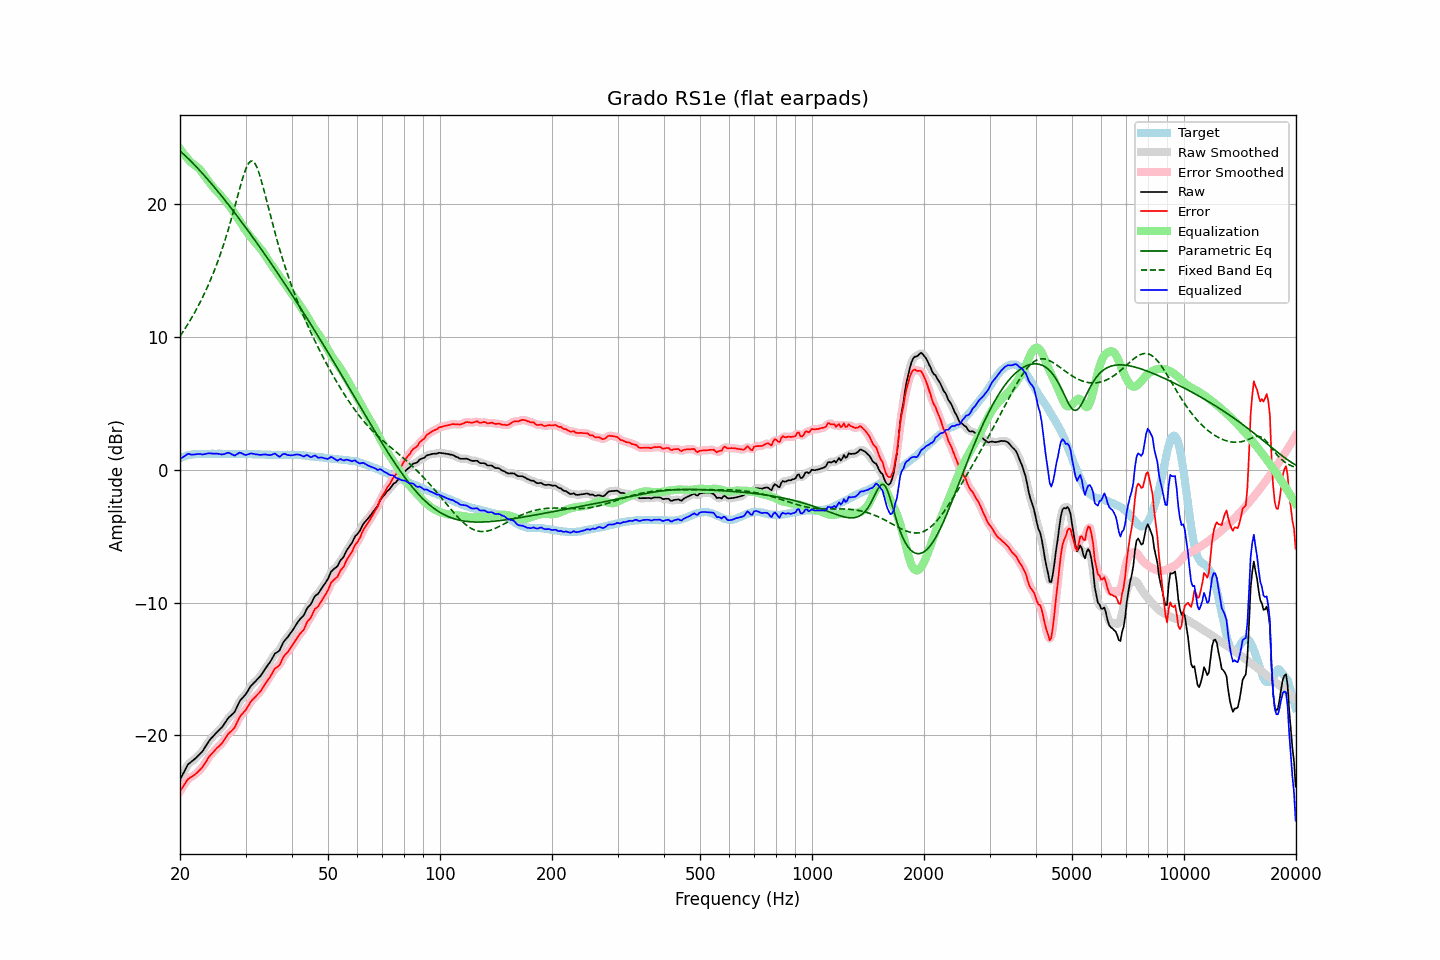 Grado RS1e (flat earpads)
Target
Raw Smoothed
Error Smoothed
Raw
Error
Equalization
Parametric Eq
Fixed Band Eq
Equalized
Amplitude (dBr)
20
10
0
−10
−20
20
50
100
200
500
1000
2000
5000
10000
20000
Frequency (Hz)